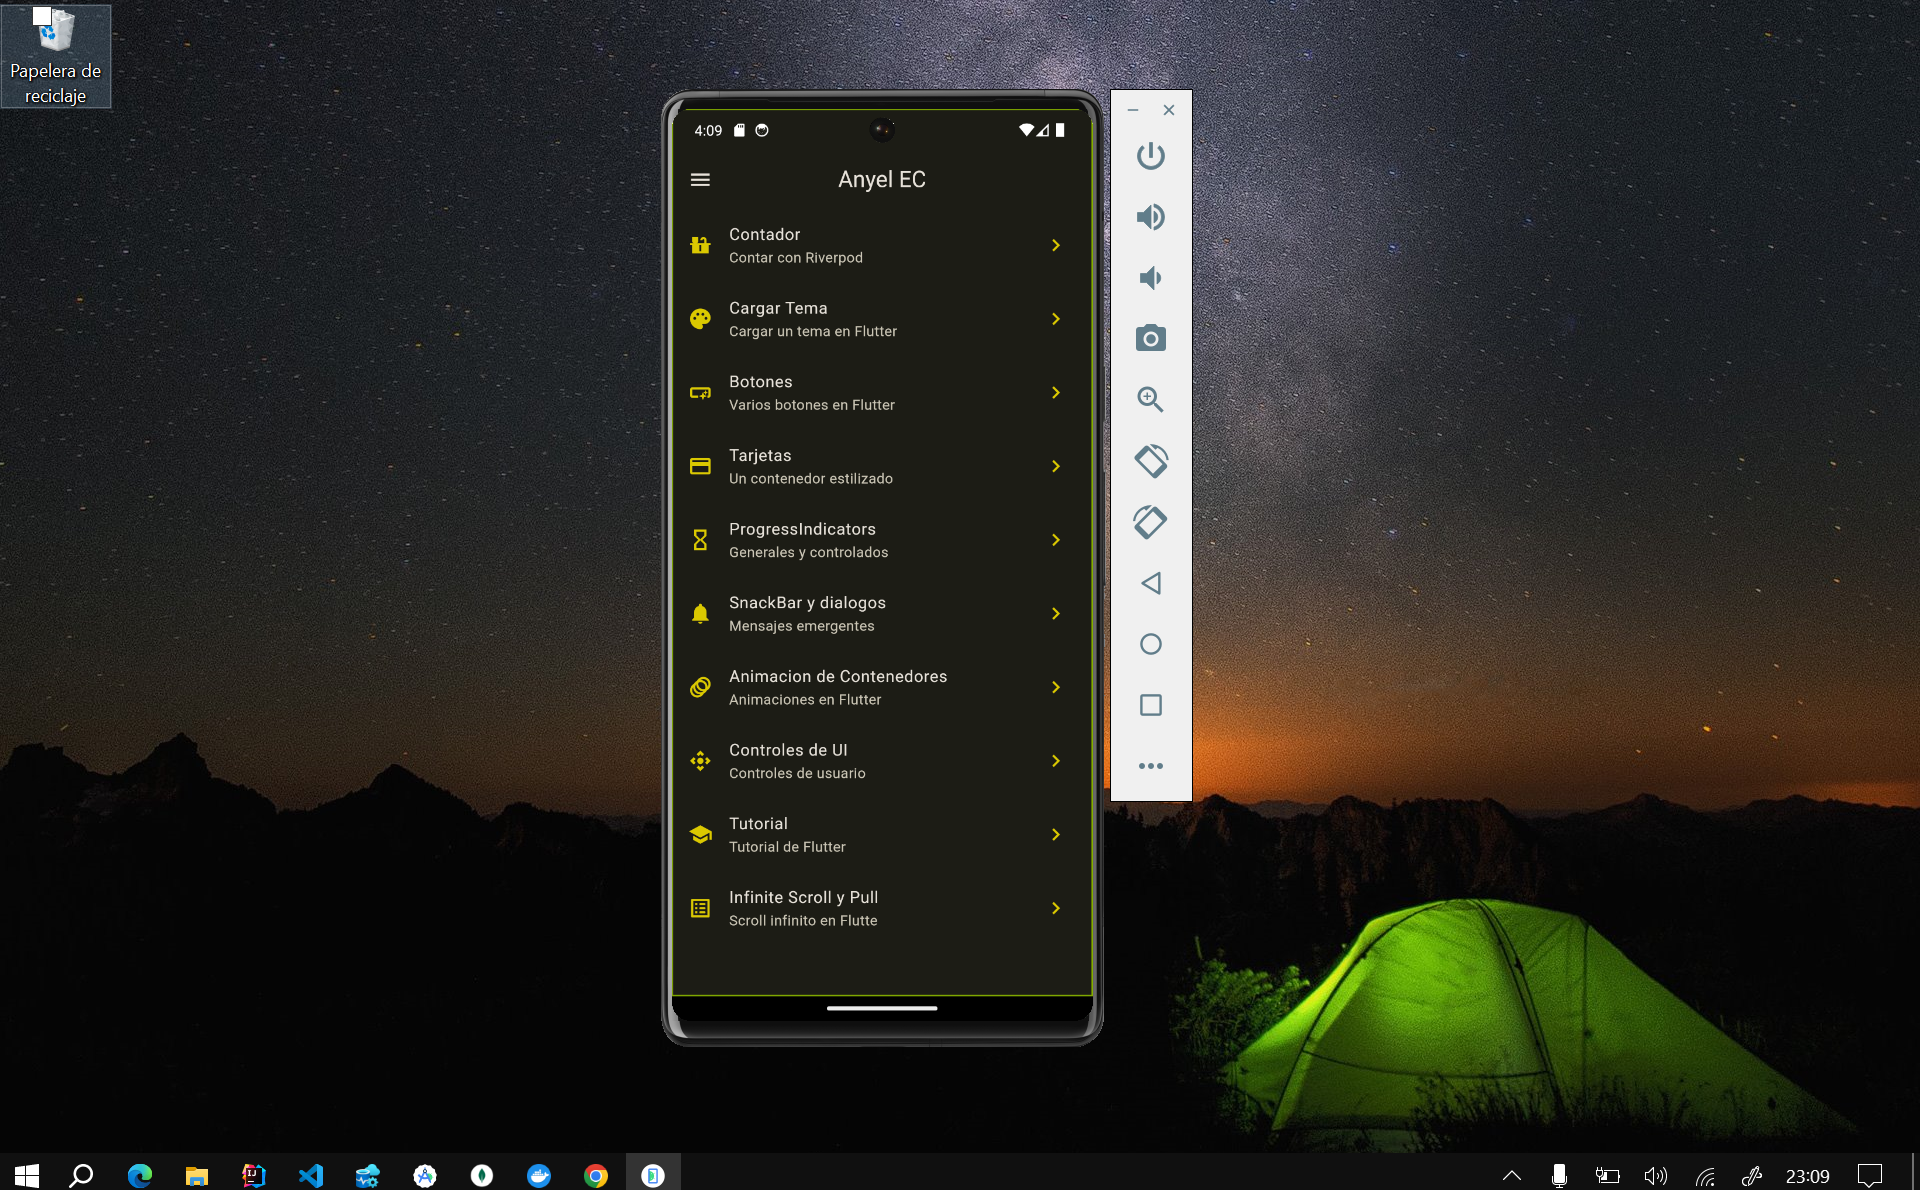 Papelera de
reciclaje
4:09
Anyel EC
Contador
Contar con Riverpod
Cargar Tema
Cargar un tema en Flutter
Botones
Varios botones en Flutter
Tarjetas
Un contenedor estilizado
ProgressIndicators
Generales y controlados
SnackBar y dialogos
Mensajes emergentes
Animacion de Contenedores
Animaciones en Flutter
Controles de UI
Controles de usuario
Tutorial
Tutorial de Flutter
Infinite Scroll y Pull
Scroll infinito en Flutte
23:09